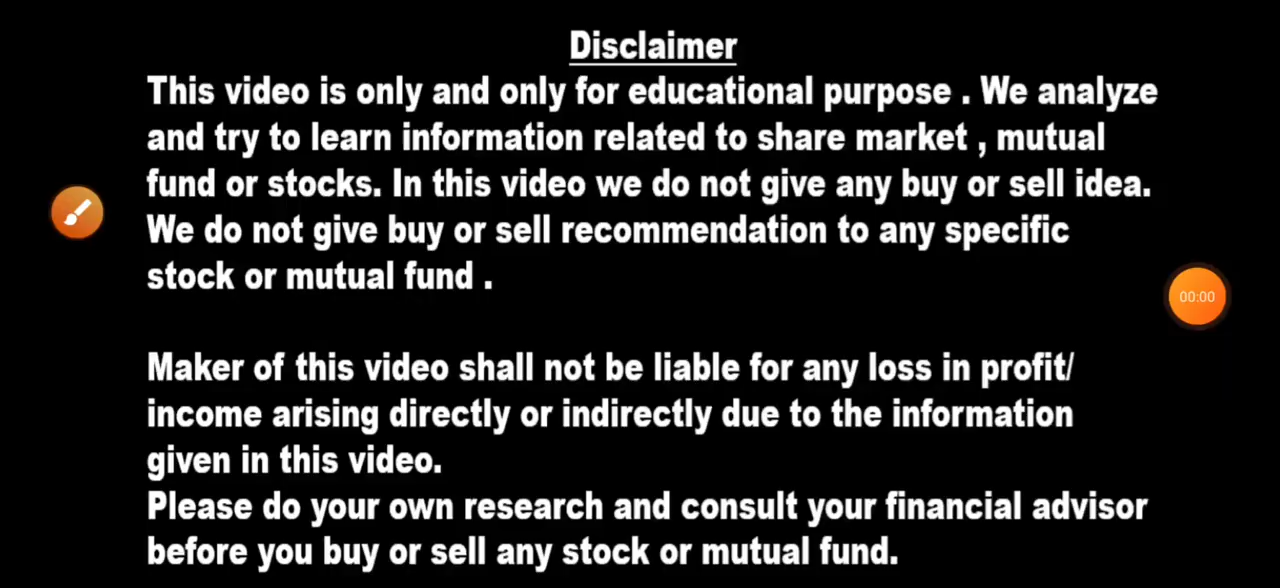 Disclaimer
This video is only and only for educational purpose . We analyze
and try to learn information related to share market , mutual
fund or stocks. In this video we do not give any buy or sell idea.
We do not give buy or sell recommendation to any specific
stock or mutual fund .
00:00
Maker of this video shall not be liable for any loss in profit/
income arising directly or indirectly due to the information
given in this video.
Please do your own research and consult your financial advisor
before you buy or sell any stock or mutual fund.